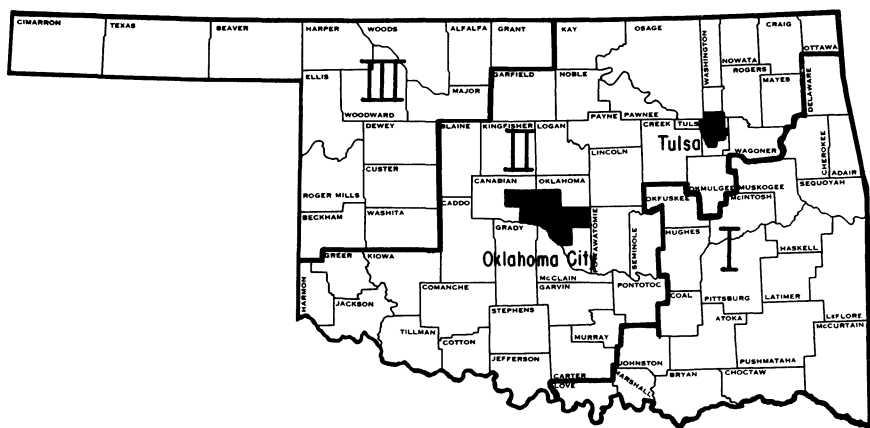 CIMARRON
TEXAS
BEAVER
HARPER
WOODS
ALFALFA
GRANT
KAY
OSAGE
WASHINGTON
NOWATA
CRAIG
OTTAWA
ELLIS
WOODWARD
MAJOR
GARFIELD
NOBLE
ROGERS
MAYES
DELAWARE
III
DEWEY
BLAINE
KINGFISHER
LOGAN
PAYNE
PAWNEE
CREEK
TULS
WAGONER
CHEROKEE
ADAIR
II
Tulsa
LINCOLN
CUSTER
CANADIAN
OKLAHOMA
OKFUSKEE
OKMULGEE
MUSKOGEE
SEQUOYAH
ROGER MILLS
CADDO
McINTOSH
BECKHAM
WASHITA
GRADY
POTTAWATOMIE
SEMINOLE
HUGHES
I
HASKELL
Oklahoma City
GREER
KIOWA
McCLAIN
HARMON
JACKSON
COMANCHE
GARVIN
PONTOTOC
COAL
PITTSBURG
LATIMER
LeFLORE
STEPHENS
ATOKA
McCURTAIN
TILLMAN
COTTON
MURRAY
JEFFERSON
JOHNSTON
PUSHMATAHA
CARTER
LOVE
MARSHALL
BRYAN
CHOCTAW